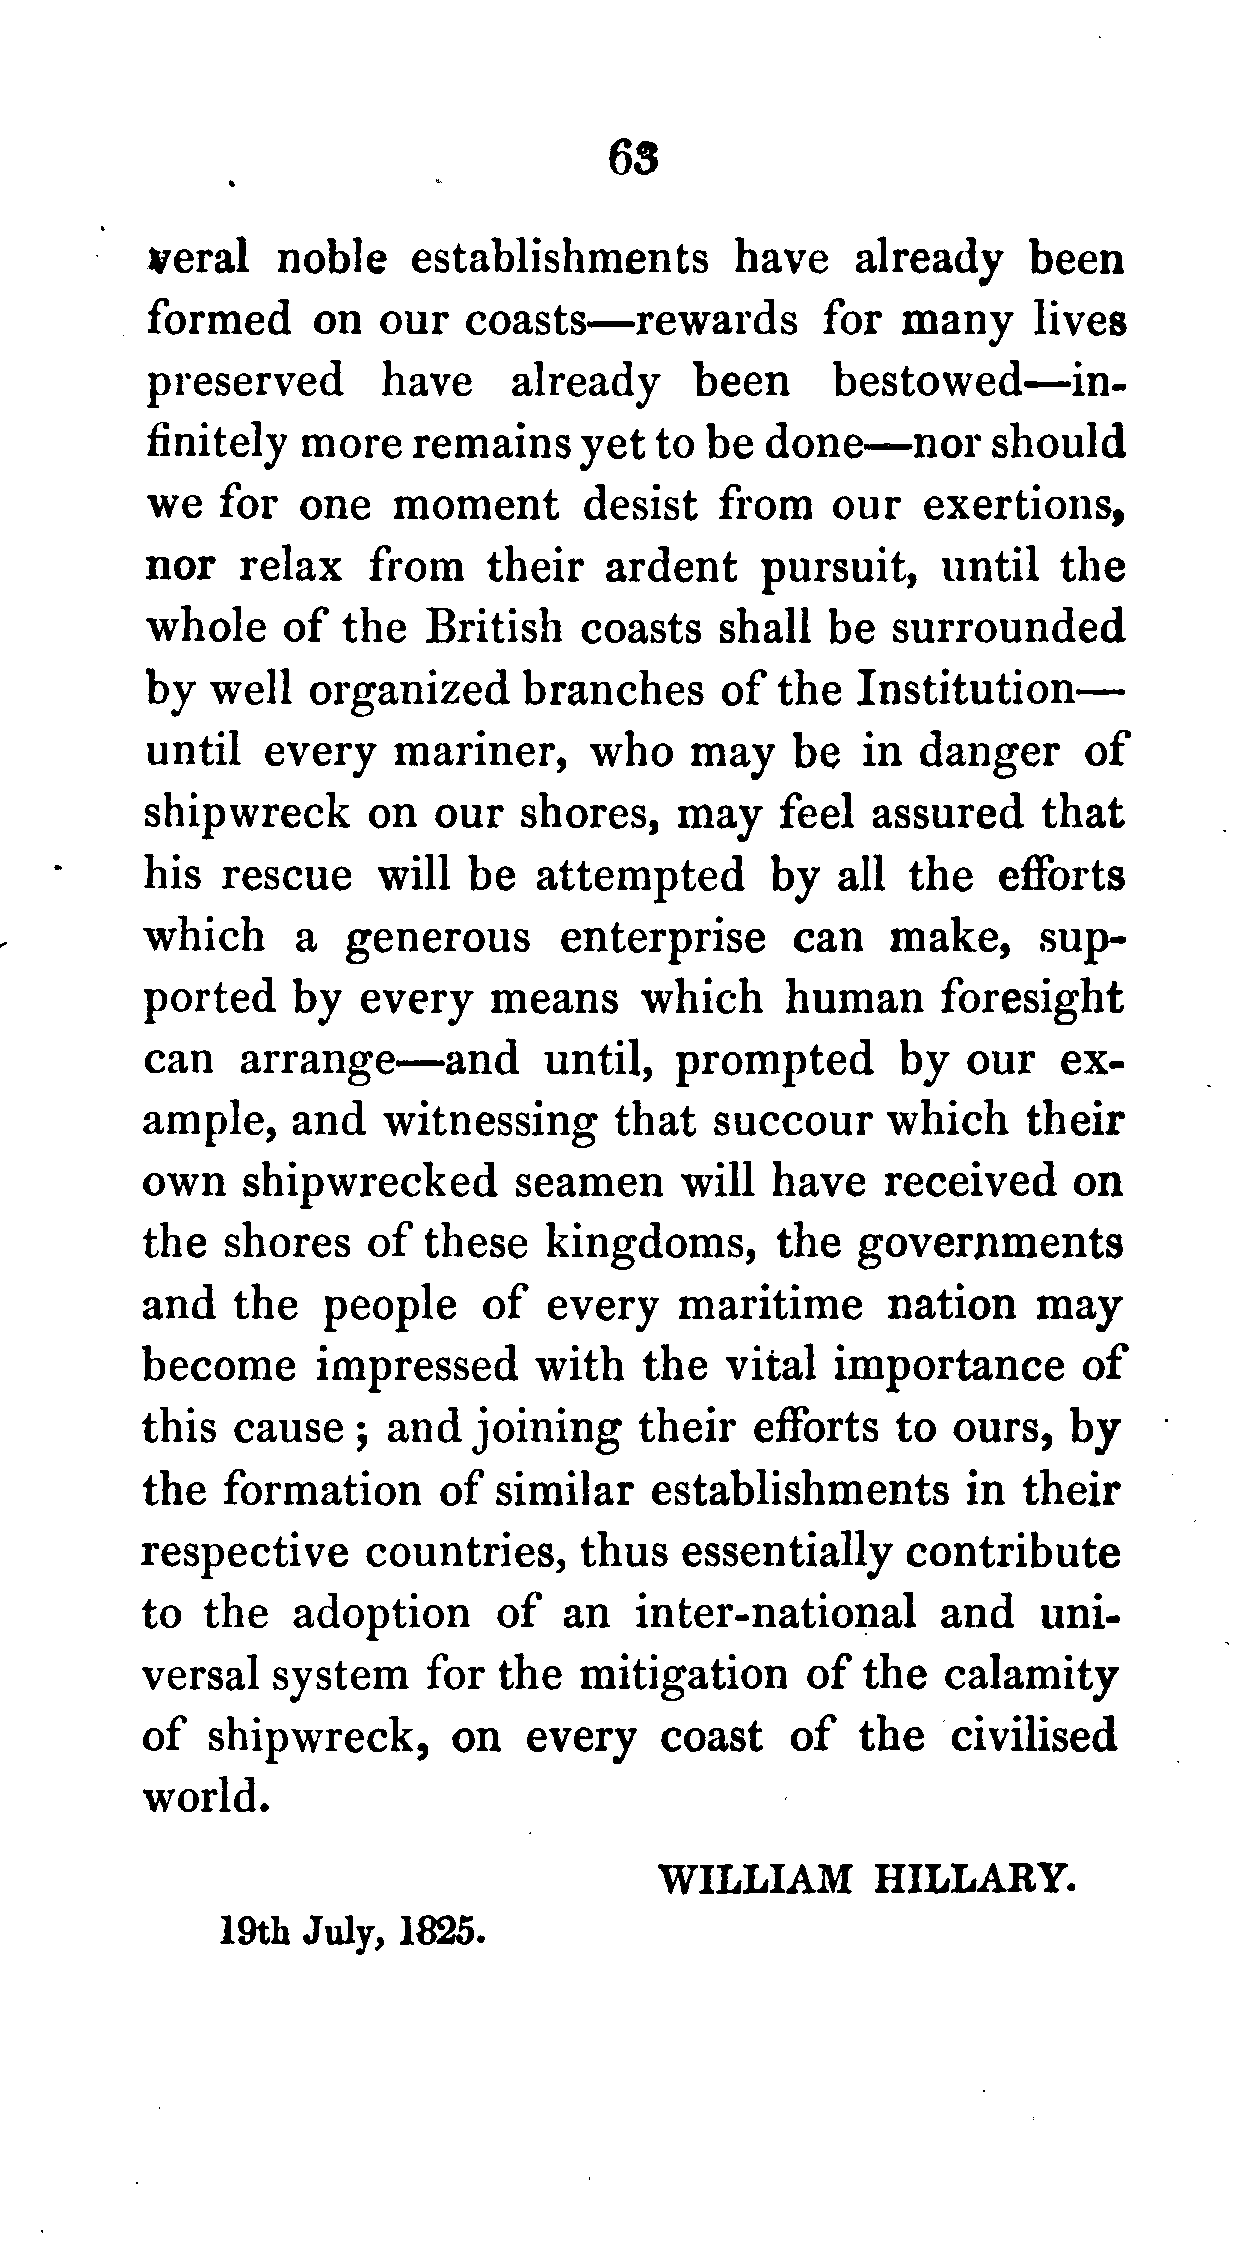 63
veral noble establishments have already been
formed on our coasts—rewards for many lives
preserved have already been bestowed—in-
finitely more remains yet to be done—nor should
we for one moment desist from our exertions,
nor relax from their ardent pursuit, until the
whole of the British coasts shall be surrounded
by well organized branches of the Institution—
until every mariner, who may be in danger of
shipwreck on our shores, may feel assured that
his rescue will be attempted by all the efforts
which a generous enterprise can make, sup-
ported by every means which human foresight
can arrange—and until, prompted by our ex-
ample, and witnessing that succour which their
own shipwrecked seamen will have received on
the shores of these kingdoms, the governments
and the people of every maritime nation may
become impressed with the vital importance of
this cause ; and joining their efforts to ours, by
the formation of similar establishments in their
respective countries, thus essentially contribute
to the adoption of an inter-national and uni-
versal system for the mitigation of the calamity
of shipwreck, on every coast of the civilised
world.
WILLIAM HILLARY.
19th July, 1825.